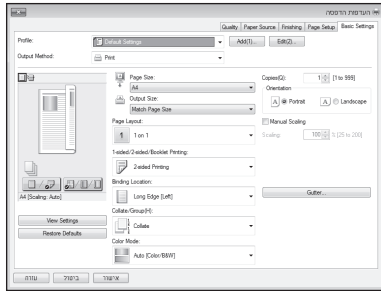 העדפות הדפסה
Quality Paper Source Finishing Page Setup Basic Settings
Profile: Default Settings Add(1)... Edit(2)...
Output Method: Print
Page Size:
A4
Output Size:
Match Page Size
Copies(Q): 1 [1 to 999]
Orientation
A Portrait A Landscape
Page Layout:
1 1 on 1
Manual Scaling
Scaling 100 % [25 to 200]
1-sided/2-sided/Booklet Printing:
2-sided Printing
Binding Location:
Long Edge [Left]
Gutter...
A4 [Scaling: Auto]
Collate/Group(H):
Collate
View Settings
Restore Defaults
Color Mode:
Auto [Color/B&W]
אישור ביטול עזרה